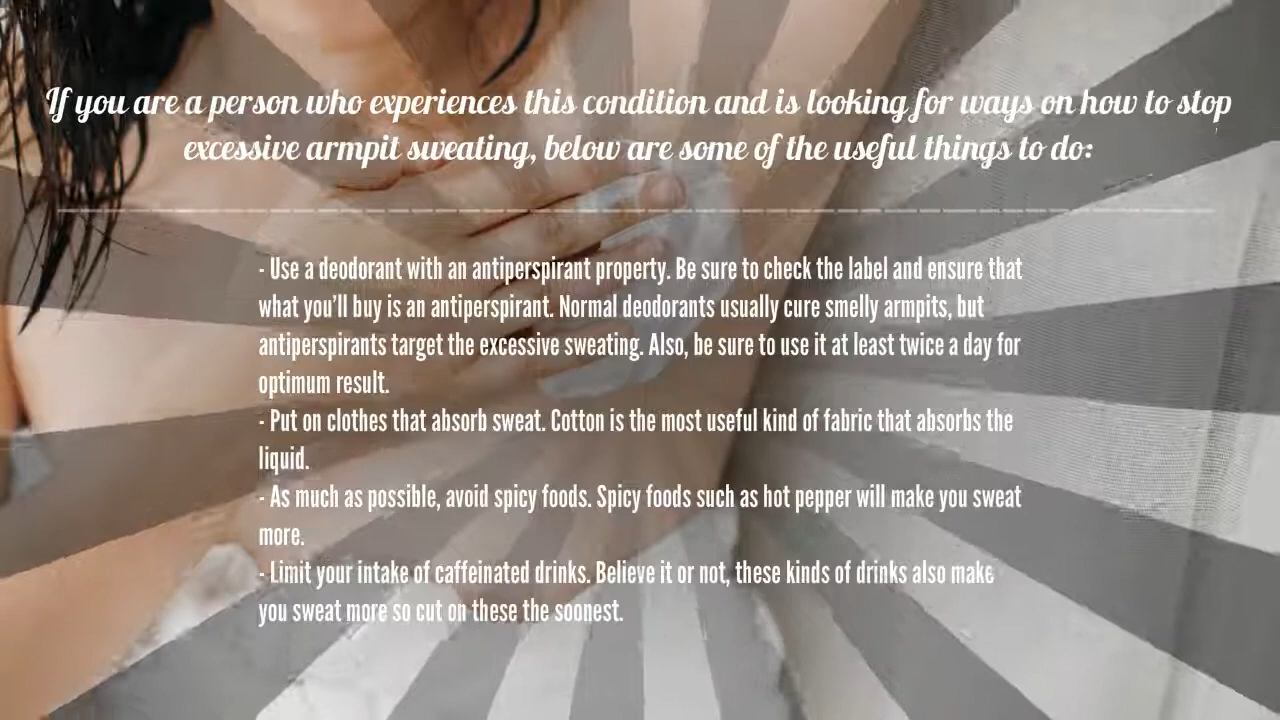 If you are a person who experiences this condition and is looking for ways on how to stop
excessive armpit sweating, below are some of the useful things to do:
- Use a deodorant with an antiperspirant property. Be sure to check the label and ensure that
what you'll buy is an antiperspirant. Normal deodorants usually cure smelly armpits, but
antiperspirants target the excessive sweating. Also, be sure to use it at least twice a day for
optimum result.
- Put on clothes that absorb sweat. Cotton is the most useful kind of fabric that absorbs the
liquid.
- As much as possible, avoid spicy foods. Spicy foods such as hot pepper will make you sweat
more.
- Limit your intake of caffeinated drinks. Believe it or not, these kinds of drinks also make
you sweat more so cut on these the soonest.